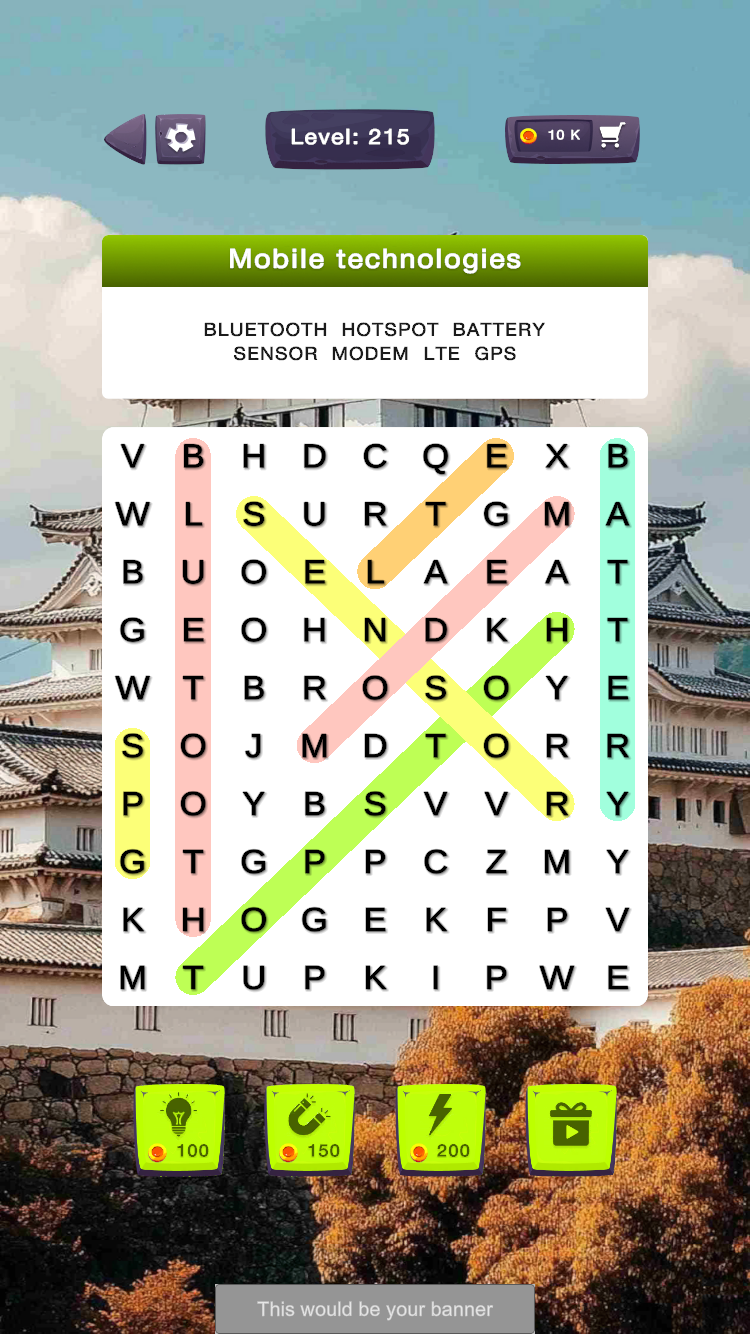 Level: 215
10 K
Mobile technologies
BLUETOOTH HOTSPOT BATTERY
SENSOR MODEM LTE GPS
V B H D C Q E X B
W L S U R T G M A
B U O E L A E A T
G E O H N D K H T
W T B R O S O Y E
S O J M D T O R R
P O Y B S V V R Y
G T G P P C Z M Y
K H O G E K F P V
M T U P K I P W E
100 150 200
This would be your banner